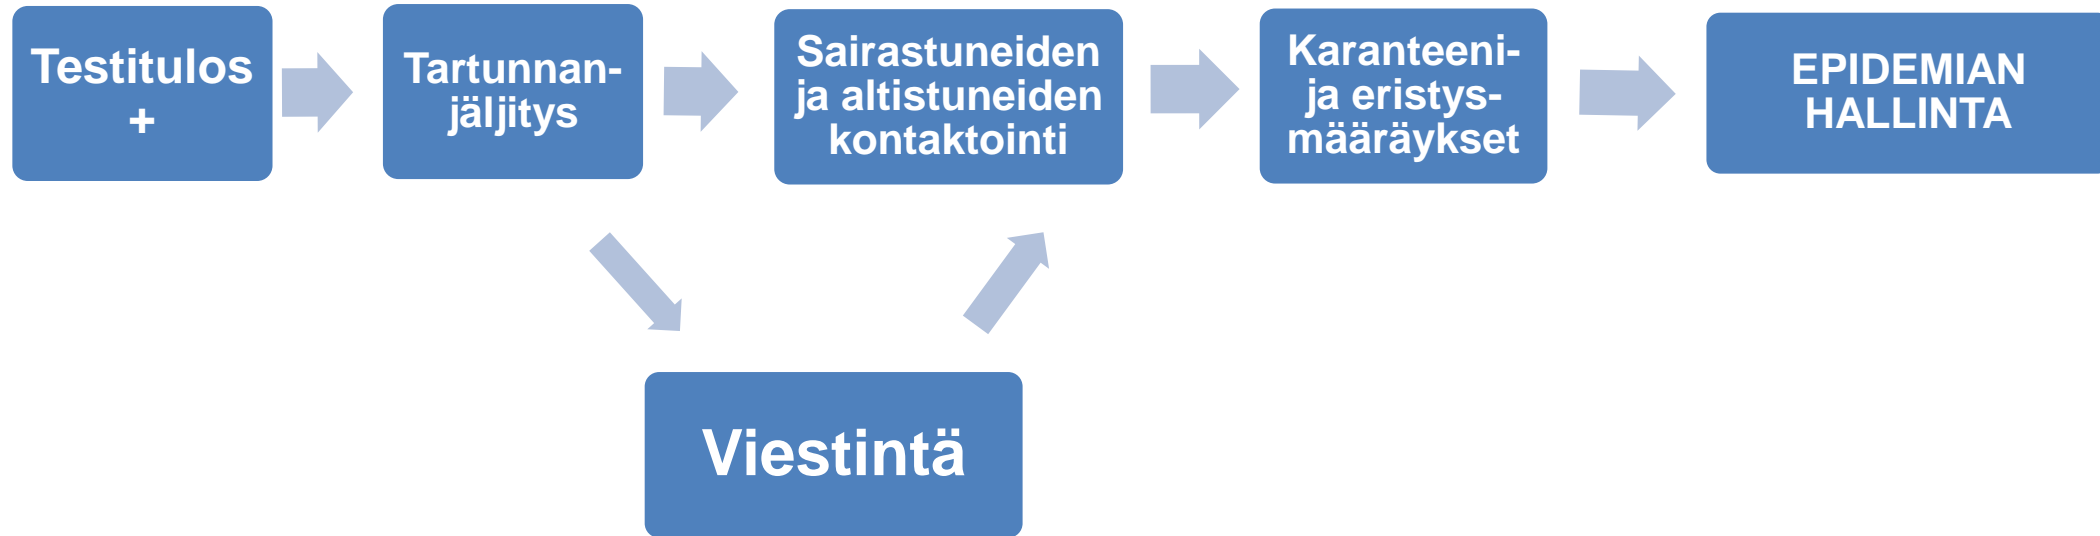 Testitulos
+
Tartunnan-
jäljitys
Sairastuneiden
ja altistuneiden
kontaktointi
Karanteeni-
ja eristys-
määräykset
EPIDEMIAN
HALLINTA
Viestintä